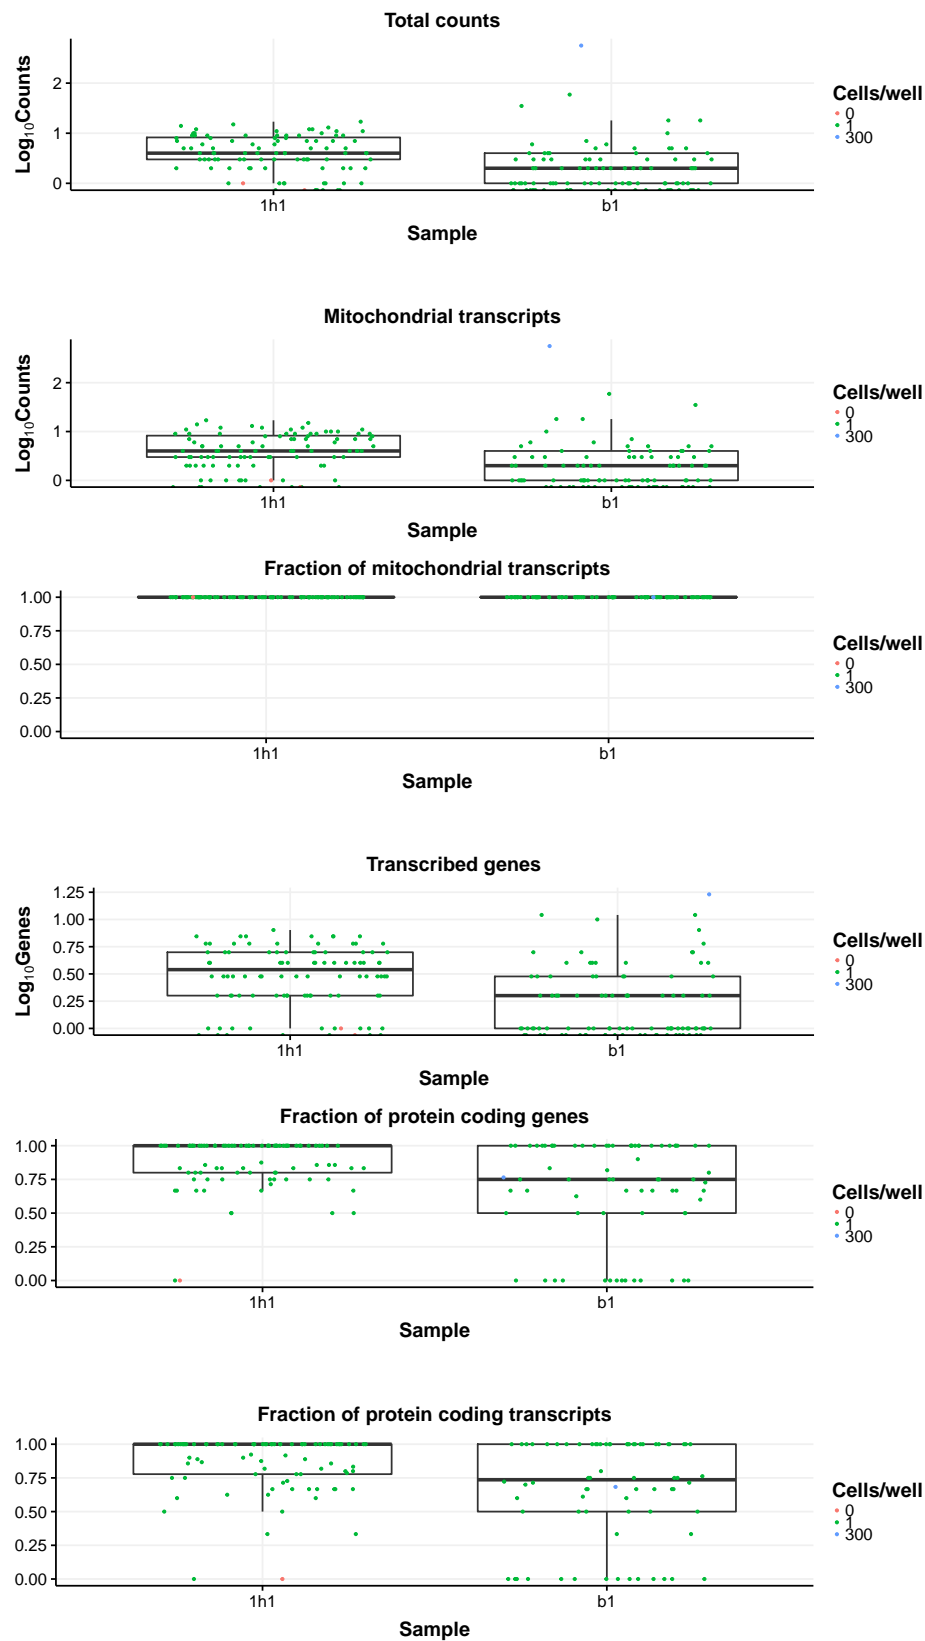 Total counts
Log10Counts
2
1
0
1h1
b1
Sample
Cells/well
0
1
300
Mitochondrial transcripts
Log10Counts
2
1
0
1h1
b1
Sample
Cells/well
0
1
300
Fraction of mitochondrial transcripts
1.00
0.75
0.50
0.25
0.00
1h1
b1
Sample
Cells/well
0
1
300
Transcribed genes
Log10Genes
1.25
1.00
0.75
0.50
0.25
0.00
1h1
b1
Sample
Cells/well
0
1
300
Fraction of protein coding genes
1.00
0.75
0.50
0.25
0.00
1h1
b1
Sample
Cells/well
0
1
300
Fraction of protein coding transcripts
1.00
0.75
0.50
0.25
0.00
1h1
b1
Sample
Cells/well
0
1
300